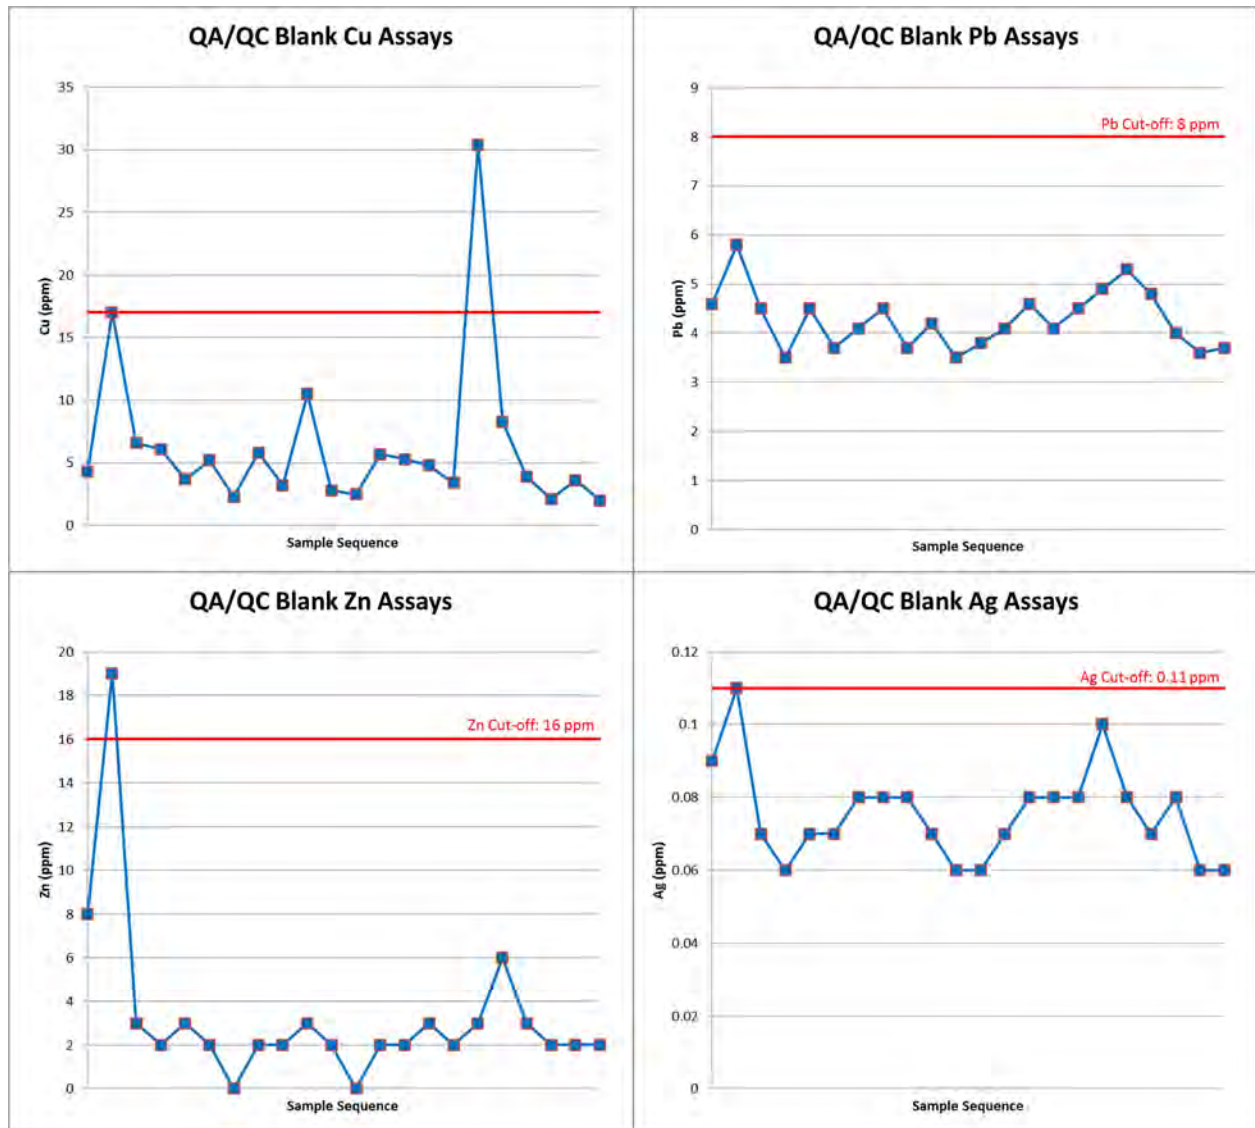 QA/QC Blank Cu Assays
35
30
25
20
15
10
5
0
Cu (ppm)
Sample Sequence
QA/QC Blank Pb Assays
9
8
7
6
5
4
3
2
1
0
Pb (ppm)
Pb Cut-off: 8 ppm
Sample Sequence
QA/QC Blank Zn Assays
20
18
16
14
12
10
8
6
4
2
0
Zn (ppm)
Zn Cut-off: 16 ppm
Sample Sequence
QA/QC Blank Ag Assays
0.12
0.1
0.08
0.06
0.04
0.02
0
Ag (ppm)
Ag Cut-off: 0.11 ppm
Sample Sequence